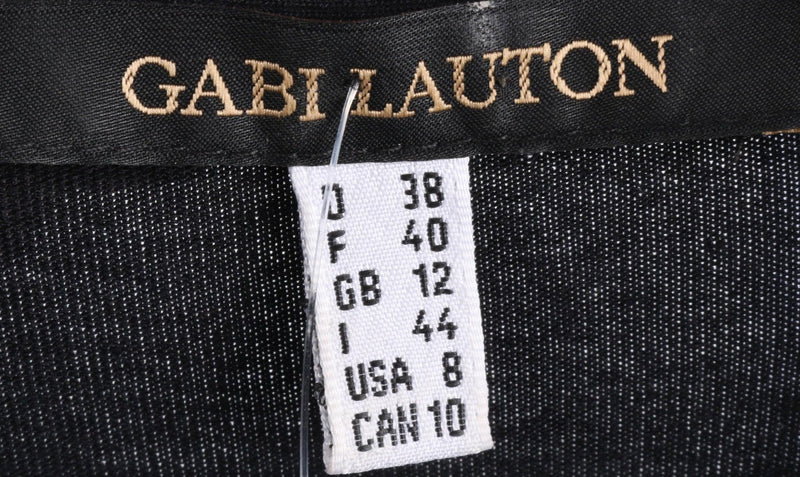 GABI LAUTON
D 38
F 40
GB 12
I 44
USA 8
CAN 10